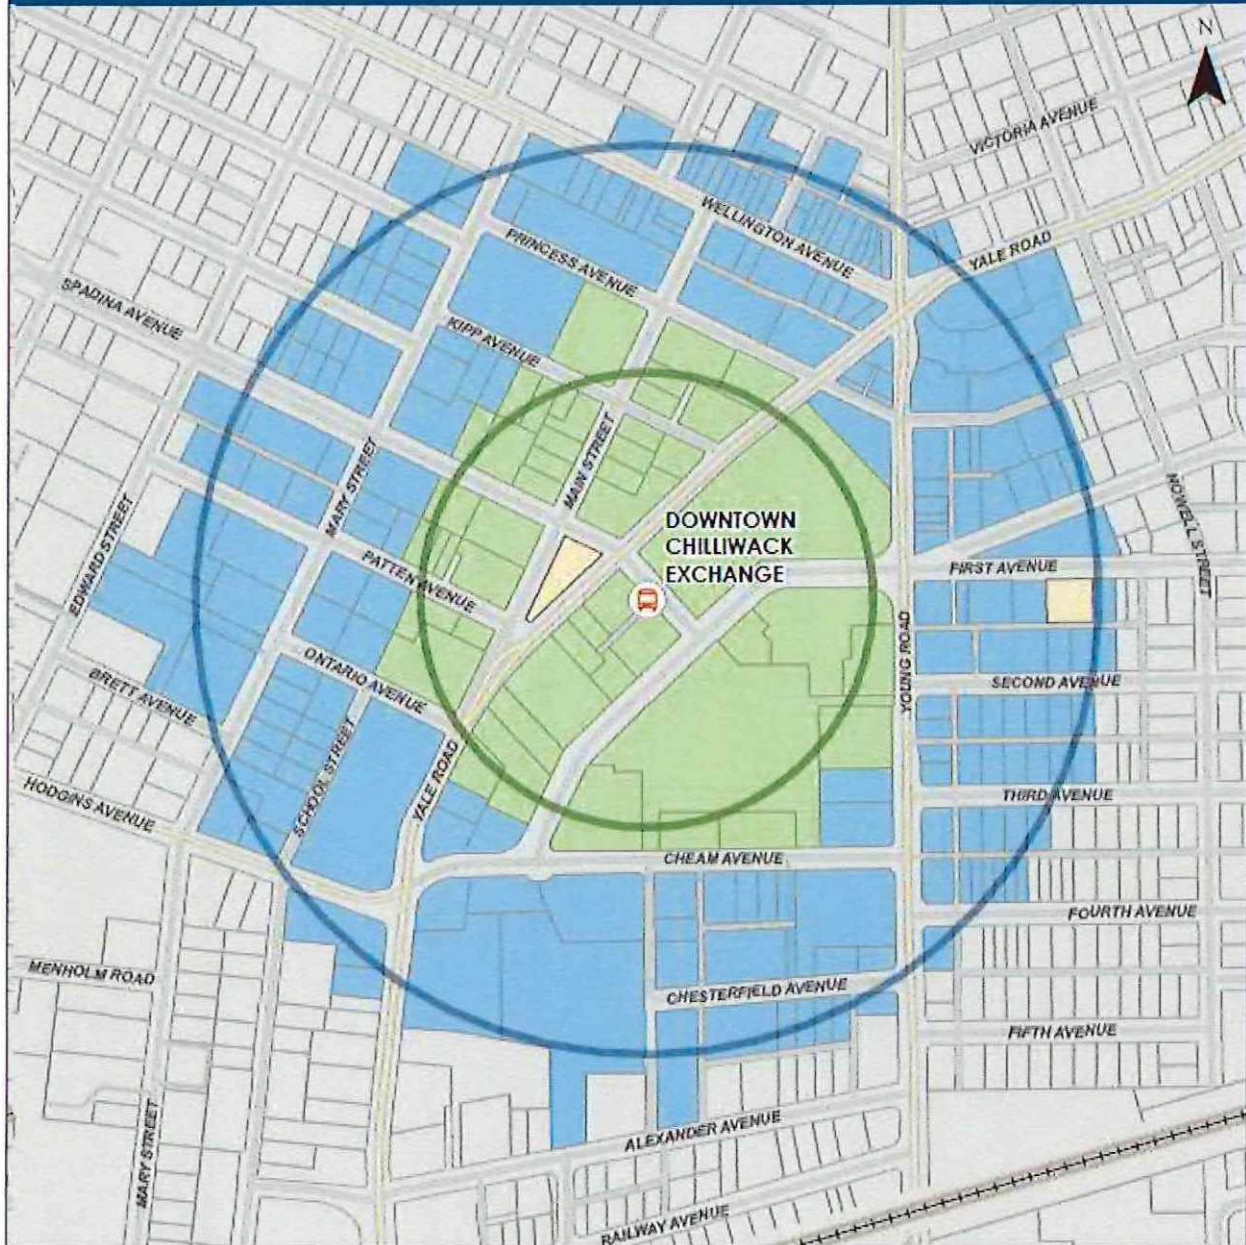 N
VICTORIA AVENUE
WELLINGTON AVENUE
YALE ROAD
PRINCESS AVENUE
SPADINA AVENUE
KIPP AVENUE
MAIN STREET
MARY STREET
NOWELL STREET
EDWARD STREET
DOWNTOWN
CHILLIWACK
EXCHANGE
PATTEN AVENUE
FIRST AVENUE
YOUNG ROAD
ONTARIO AVENUE
BRETT AVENUE
SECOND AVENUE
SCHOOL STREET
YALE ROAD
HODGINS AVENUE
THIRD AVENUE
CHEAM AVENUE
FOURTH AVENUE
MENHOLM ROAD
CHESTERFIELD AVENUE
FIFTH AVENUE
ALEXANDER AVENUE
MARY STREET
RAILWAY AVENUE